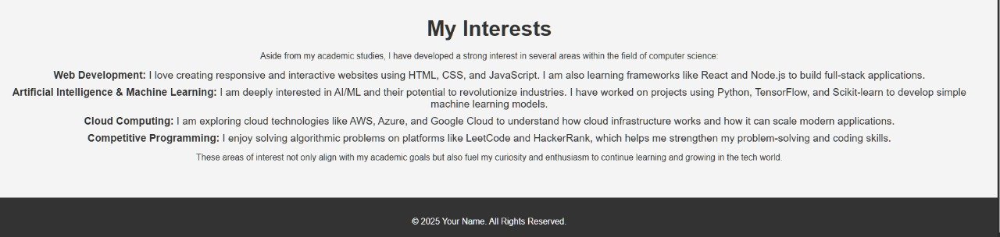 My Interests
Aside from my academic studies, I have developed a strong interest in several areas within the field of computer science:
Web Development: I love creating responsive and interactive websites using HTML, CSS, and JavaScript. I am also learning frameworks like React and Node.js to build full-stack applications.
Artificial Intelligence & Machine Learning: I am deeply interested in AI/ML and their potential to revolutionize industries. I have worked on projects using Python, TensorFlow, and Scikit-learn to develop simple
machine learning models.
Cloud Computing: I am exploring cloud technologies like AWS, Azure, and Google Cloud to understand how cloud infrastructure works and how it can scale modern applications.
Competitive Programming: I enjoy solving algorithmic problems on platforms like LeetCode and HackerRank, which helps me strengthen my problem-solving and coding skills.
These areas of interest not only align with my academic goals but also fuel my curiosity and enthusiasm to continue learning and growing in the tech world.
© 2025 Your Name. All Rights Reserved.